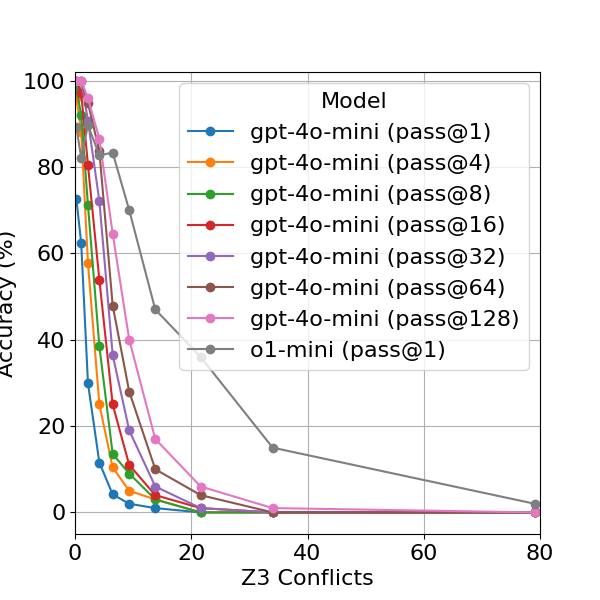 Model
gpt-4o-mini (pass@1)
gpt-4o-mini (pass@4)
gpt-4o-mini (pass@8)
gpt-4o-mini (pass@16)
gpt-4o-mini (pass@32)
gpt-4o-mini (pass@64)
gpt-4o-mini (pass@128)
o1-mini (pass@1)
Accuracy (%)
100
80
60
40
20
0
0 20 40 60 80
Z3 Conflicts